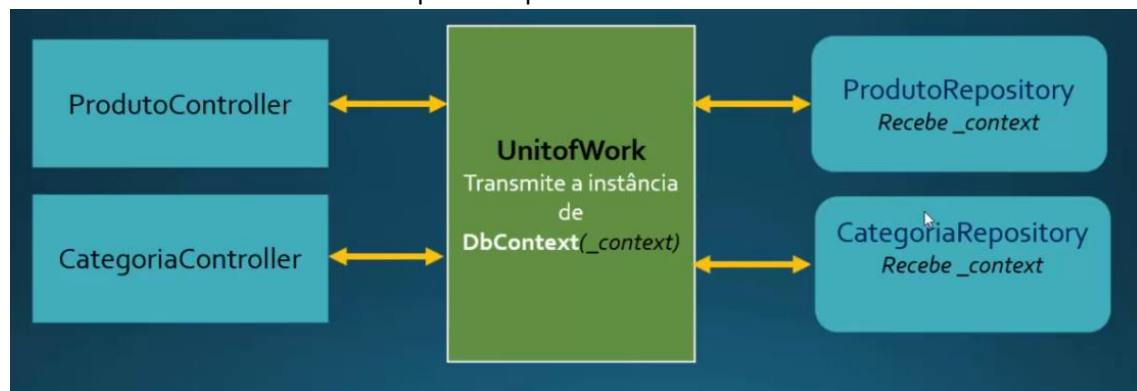 ProdutoController
CategoriaController
UnitofWork
Transmite a instância
de
DbContext(_context)
ProdutoRepository
Recebe _context
CategoriaRepository
Recebe _context